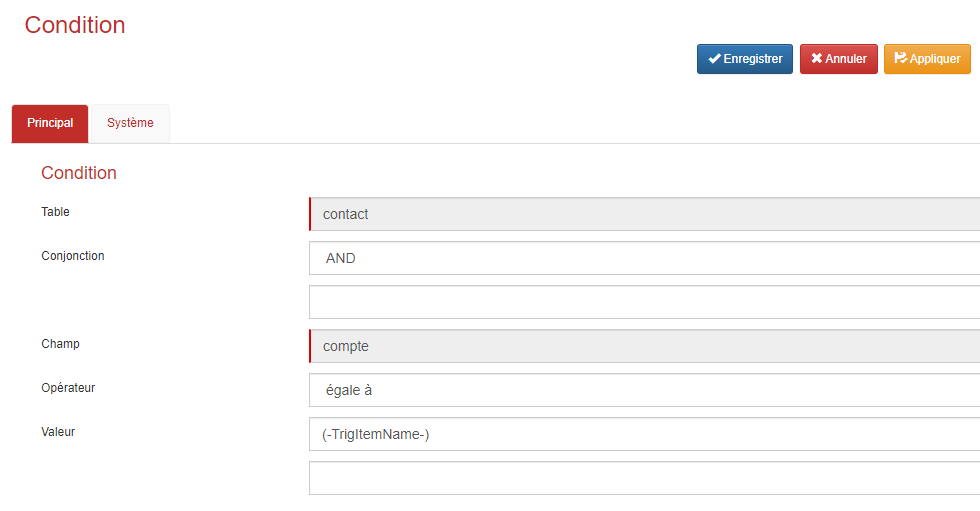 Condition
Enregistrer
Annuler
Appliquer
Principal
Système
Condition
Table
contact
Conjonction
AND
Champ
compte
Opérateur
égale à
Valeur
(-TrigItemName-)